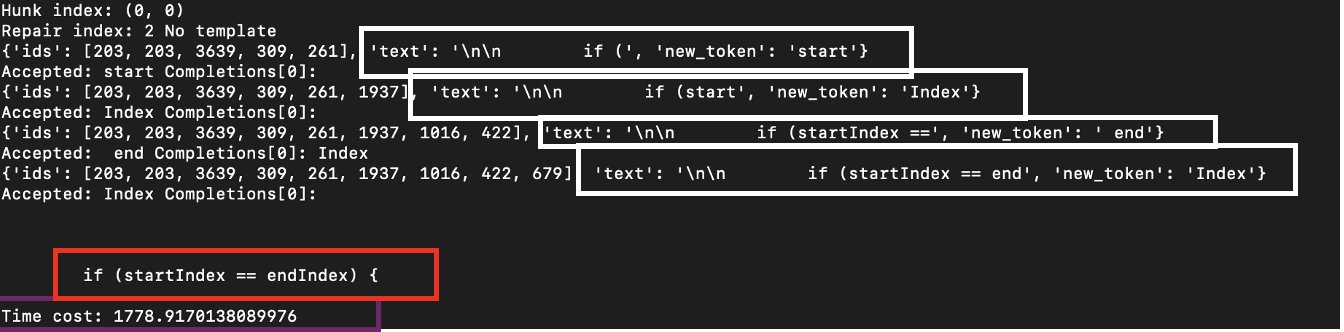 Hunk index: (0, 0)
Repair index: 2 No template
{'ids': [203, 203, 3639, 309, 261], 'text': '\n\n        if (', 'new_token': 'start'}
Accepted: start Completions[0]:
{'ids': [203, 203, 3639, 309, 261, 1937], 'text': '\n\n        if (start', 'new_token': 'Index'}
Accepted: Index Completions[0]:
{'ids': [203, 203, 3639, 309, 261, 1937, 1016, 422], 'text': '\n\n        if (startIndex ==', 'new_token': ' end'}
Accepted:  end Completions[0]: Index
{'ids': [203, 203, 3639, 309, 261, 1937, 1016, 422, 679] 'text': '\n\n        if (startIndex == end', 'new_token': 'Index'}
Accepted: Index Completions[0]:
if (startIndex == endIndex) {
Time cost: 1778.9170138089976